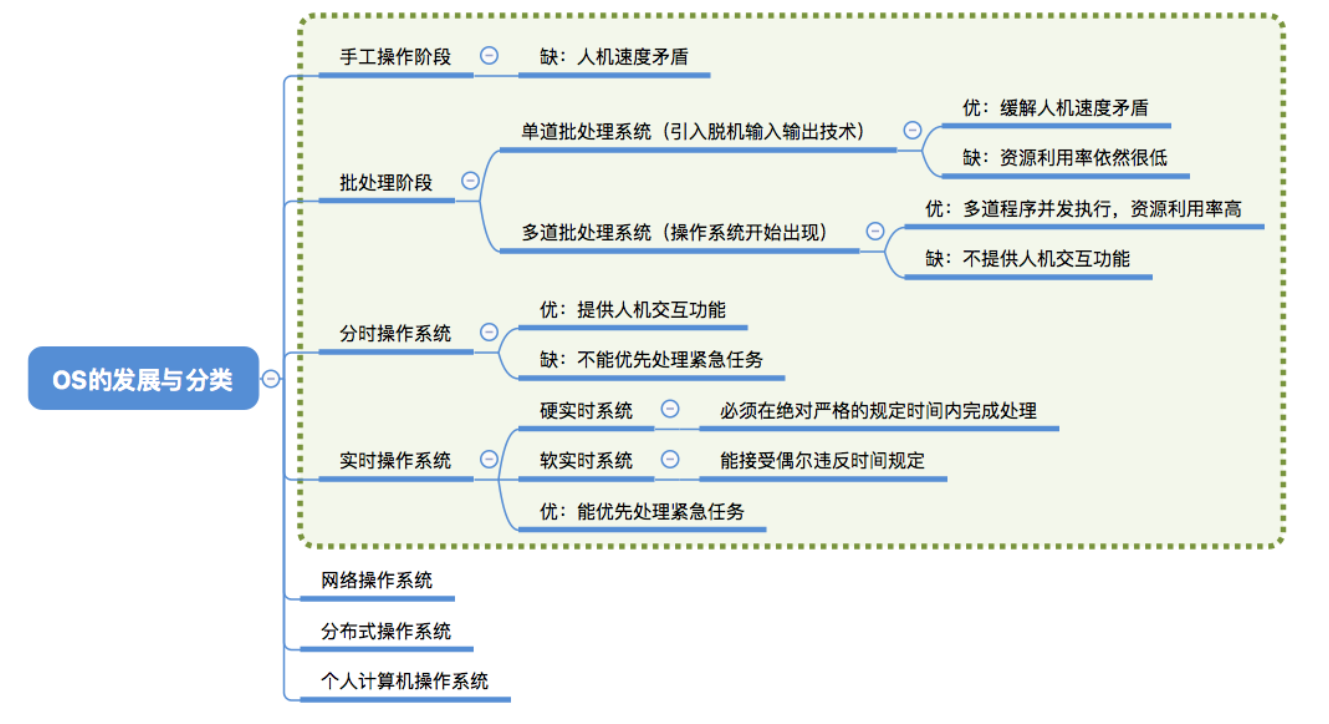 OS的发展与分类
手工操作阶段
缺：人机速度矛盾
批处理阶段
单道批处理系统（引入脱机输入输出技术）
优：缓解人机速度矛盾
缺：资源利用率依然很低
多道批处理系统（操作系统开始出现）
优：多道程序并发执行，资源利用率高
缺：不提供人机交互功能
分时操作系统
优：提供人机交互功能
缺：不能优先处理紧急任务
实时操作系统
硬实时系统
必须在绝对严格的规定时间内完成处理
软实时系统
能接受偶尔违反时间规定
优：能优先处理紧急任务
网络操作系统
分布式操作系统
个人计算机操作系统